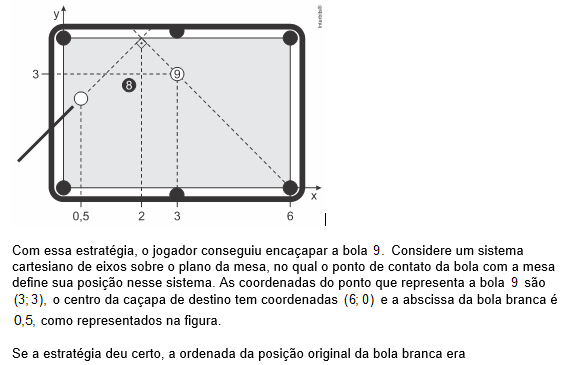 y
Interbits®
3
9
8
x
0,5 2 3 6
Com essa estratégia, o jogador conseguiu encaçapar a bola 9. Considere um sistema
cartesiano de eixos sobre o plano da mesa, no qual o ponto de contato da bola com a mesa
define sua posição nesse sistema. As coordenadas do ponto que representa a bola 9 são
(3; 3), o centro da caçapa de destino tem coordenadas (6; 0) e a abscissa da bola branca é
0,5, como representados na figura.
Se a estratégia deu certo, a ordenada da posição original da bola branca era